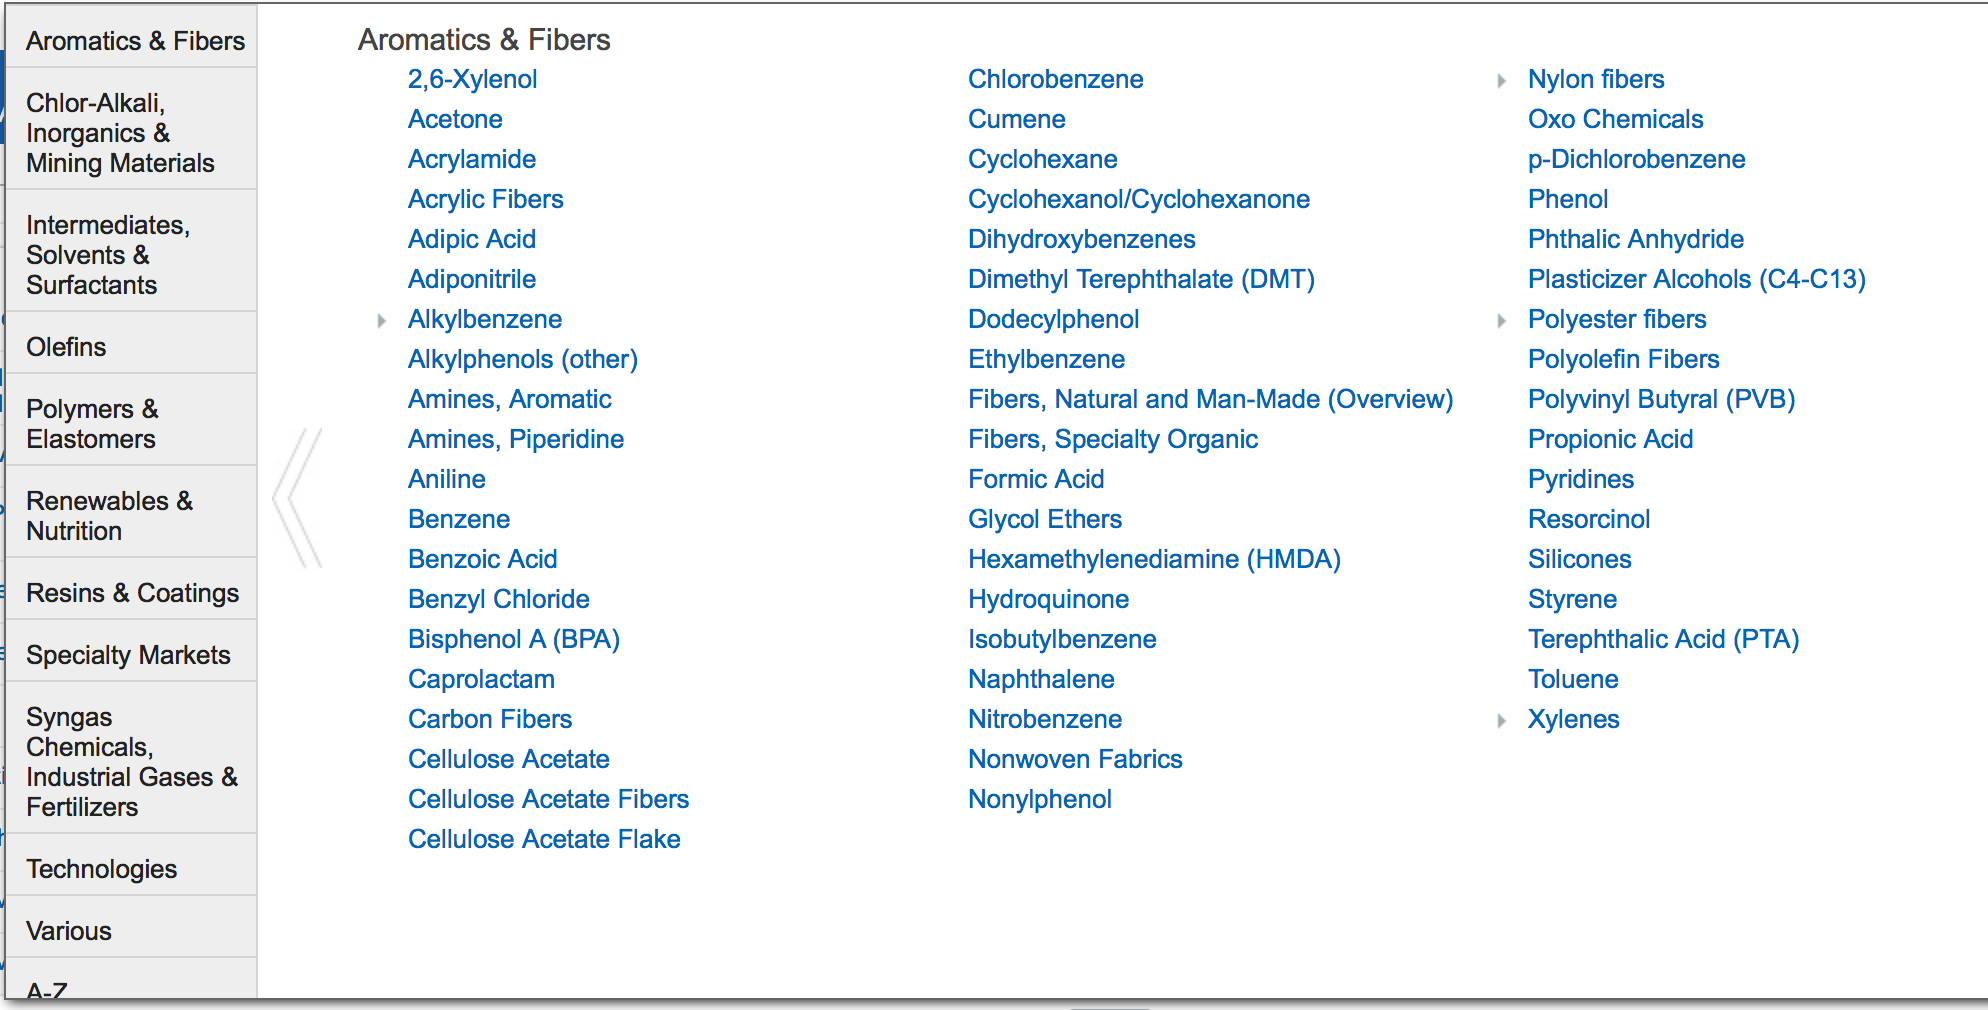 Aromatics & Fibers
Chlor-Alkali,
Inorganics &
Mining Materials
Intermediates,
Solvents &
Surfactants
Olefins
Polymers &
Elastomers
Renewables &
Nutrition
Resins & Coatings
Specialty Markets
Syngas
Chemicals,
Industrial Gases &
Fertilizers
Technologies
Various
A-Z
Aromatics & Fibers
2,6-Xylenol
Acetone
Acrylamide
Acrylic Fibers
Adipic Acid
Adiponitrile
Alkylbenzene
Alkylphenols (other)
Amines, Aromatic
Amines, Piperidine
Aniline
Benzene
Benzoic Acid
Benzyl Chloride
Bisphenol A (BPA)
Caprolactam
Carbon Fibers
Cellulose Acetate
Cellulose Acetate Fibers
Cellulose Acetate Flake
Chlorobenzene
Cumene
Cyclohexane
Cyclohexanol/Cyclohexanone
Dihydroxybenzenes
Dimethyl Terephthalate (DMT)
Dodecylphenol
Ethylbenzene
Fibers, Natural and Man-Made (Overview)
Fibers, Specialty Organic
Formic Acid
Glycol Ethers
Hexamethylenediamine (HMDA)
Hydroquinone
Isobutylbenzene
Naphthalene
Nitrobenzene
Nonwoven Fabrics
Nonylphenol
Nylon fibers
Oxo Chemicals
p-Dichlorobenzene
Phenol
Phthalic Anhydride
Plasticizer Alcohols (C4-C13)
Polyester fibers
Polyolefin Fibers
Polyvinyl Butyral (PVB)
Propionic Acid
Pyridines
Resorcinol
Silicones
Styrene
Terephthalic Acid (PTA)
Toluene
Xylenes